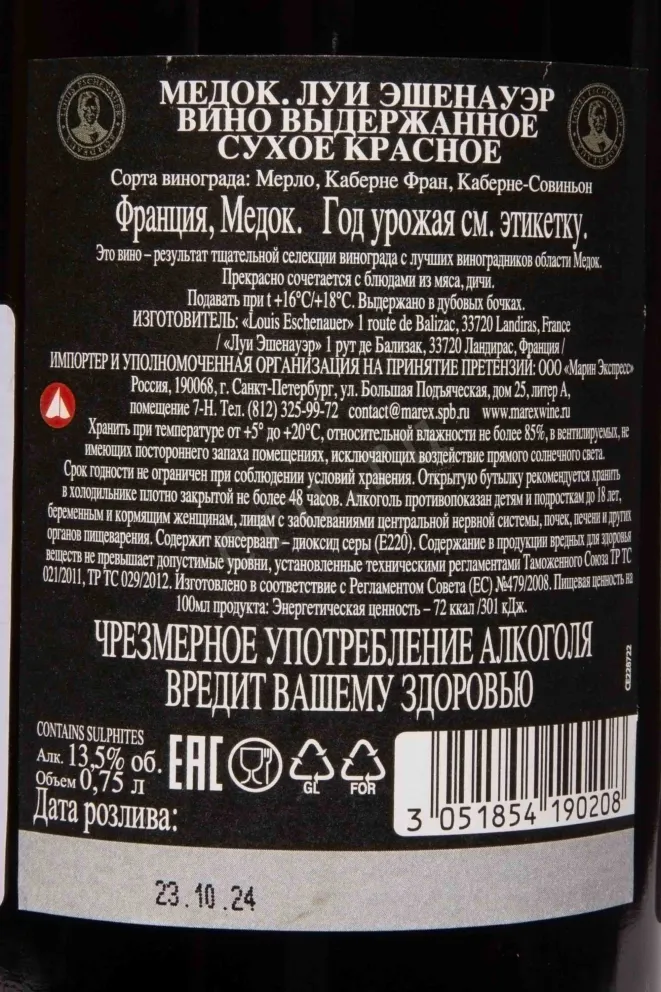 МЕДОК. ЛУИ ЭШЕНАУЭР
ВИНО ВЫДЕРЖАННОЕ
СУХОЕ КРАСНОЕ
Сорта винограда: Мерло, Каберне Фран, Каберне-Совиньон
Франция, Медок. Год урожая см. этикетку.
Это вино – результат тщательной селекции винограда с лучших виноградников области Медок.
Прекрасно сочетается с блюдами из мяса, дичи.
Подавать при t +16°C/+18°C. Выдержано в дубовых бочках.
ИЗГОТОВИТЕЛЬ: «Louis Eschenauer» 1 route de Balizac, 33720 Landiras, France
/ «Луи Эшенауэр» 1 рут де Бализак, 33720 Ландирас, Франция /
ИМПОРТЕР И УПОЛНОМОЧЕННАЯ ОРГАНИЗАЦИЯ НА ПРИНЯТИЕ ПРЕТЕНЗИЙ: ООО «Марин Экспресс»
Россия, 190068, г. Санкт-Петербург, ул. Большая Подъяческая, дом 25, литер А,
помещение 7-Н. Тел. (812) 325-99-72 contact@marex.spb.ru www.marexwine.ru
Хранить при температуре от +5° до +20°C, относительной влажности не более 85%, в вентилируемых, не
имеющих постороннего запаха помещениях, исключающих воздействие прямого солнечного света.
Срок годности не ограничен при соблюдении условий хранения. Открытую бутылку рекомендуется хранить
в холодильнике плотно закрытой не более 48 часов. Алкоголь противопоказан детям и подросткам до 18 лет,
беременным и кормящим женщинам, лицам с заболеваниями центральной нервной системы, почек, печени и других
органов пищеварения. Содержит консервант – диоксид серы (Е220). Содержание в продукции вредных для здоровья
веществ не превышает допустимые уровни, установленные техническими регламентами Таможенного Союза ТР ТС
021/2011, ТР ТС 029/2012. Изготовлено в соответствие с Регламентом Совета (ЕС) №479/2008. Пищевая ценность на
100мл продукта: Энергетическая ценность – 72 ккал /301 кДж.
ЧРЕЗМЕРНОЕ УПОТРЕБЛЕНИЕ АЛКОГОЛЯ
ВРЕДИТ ВАШЕМУ ЗДОРОВЬЮ
CE228722
CONTAINS SULPHITES
Алк. 13,5% об.
Объем 0,75 л
EAC
GL
FOR
3 051854 190208
Дата розлива:
23.10.24